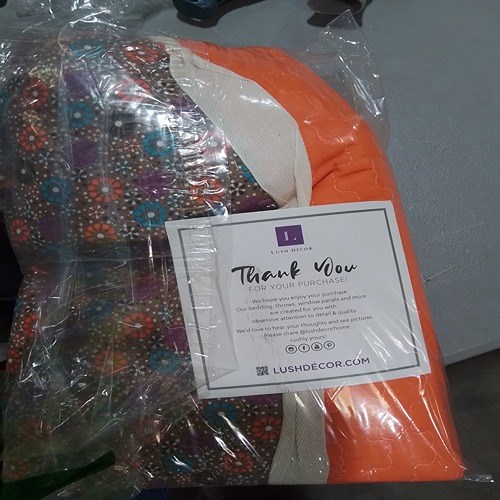 L
LUSH DÉCOR
Thank You
FOR YOUR PURCHASE!
We hope you enjoy your purchase.
Our bedding, throws, window panels and more
are created for you with
obsessive attention to detail & quality.
We'd love to hear your thoughts and see pictures.
Please share @lushdecorhome
Lushly yours!
LUSHDÉCOR.COM